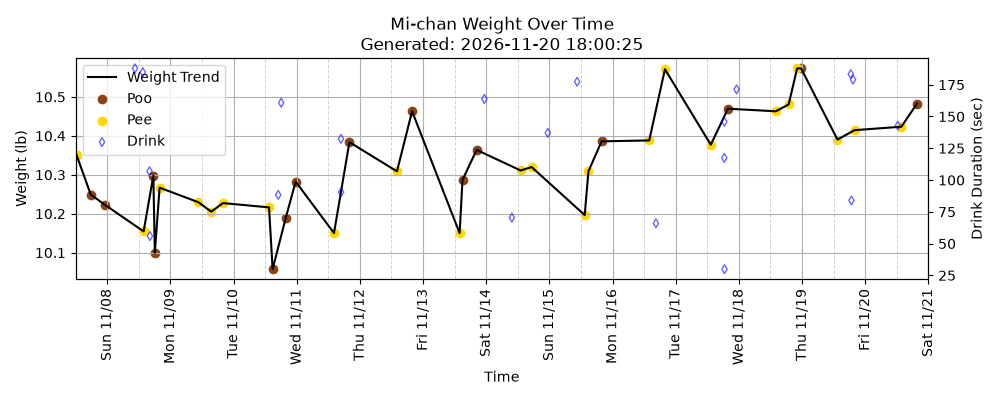 Mi-chan Weight Over Time
Generated: 2026-11-20 18:00:25
Weight Trend
Poo
Pee
Drink
Weight (lb)
10.5
10.4
10.3
10.2
10.1
175
150
125
100
75
50
25
Drink Duration (sec)
Sun 11/08
Mon 11/09
Tue 11/10
Wed 11/11
Thu 11/12
Fri 11/13
Sat 11/14
Sun 11/15
Mon 11/16
Tue 11/17
Wed 11/18
Thu 11/19
Fri 11/20
Sat 11/21
Time